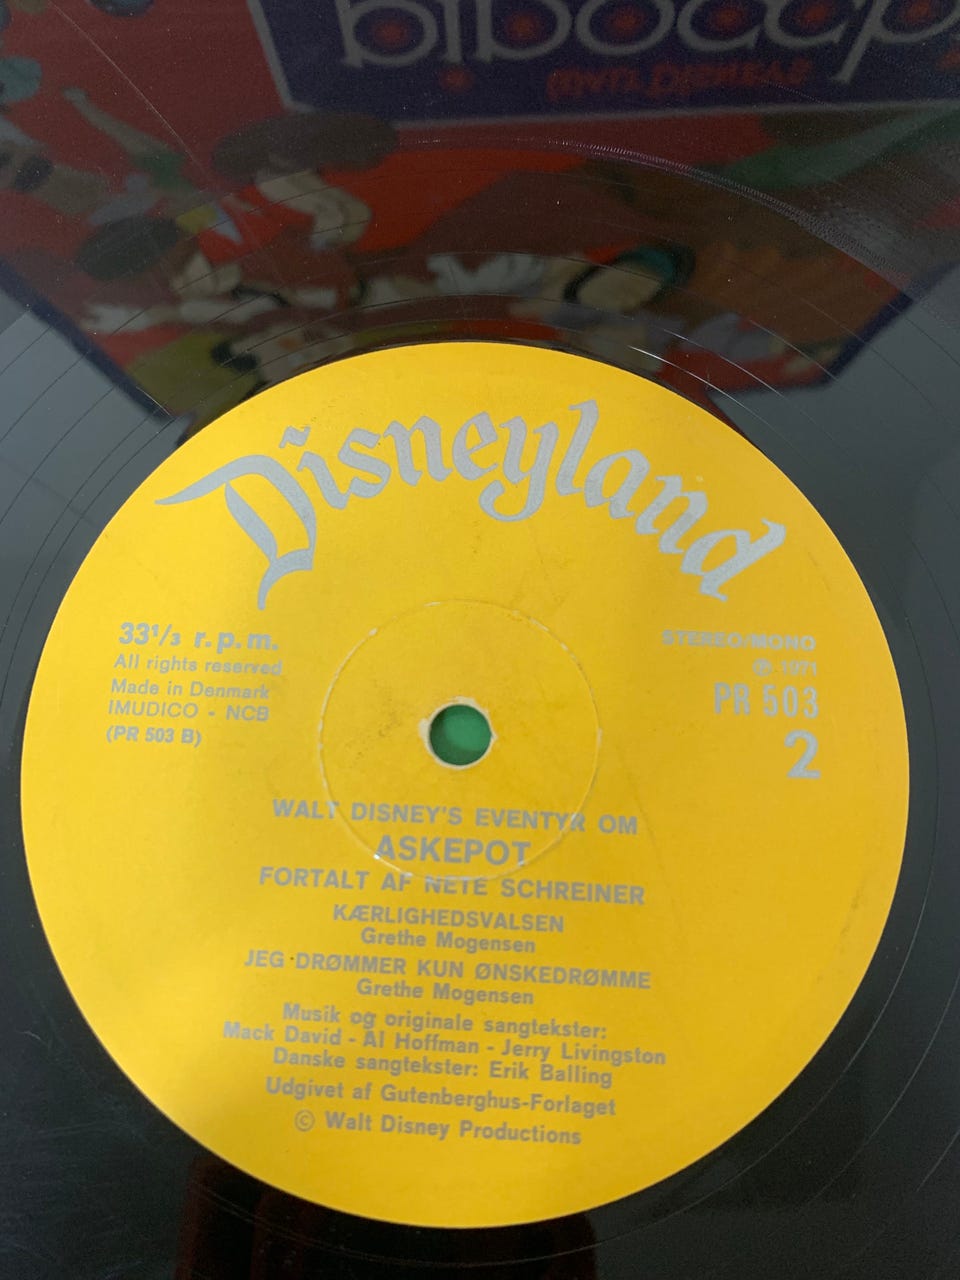 Disneyland
33¹/₃ r.p.m.
All rights reserved
Made in Denmark
IMUDICO - NCB
(PR 503 B)
STEREO/MONO
Ⓟ 1971
PR 503
2
WALT DISNEY'S EVENTYR OM
ASKEPOT
FORTALT AF NETE SCHREINER
KÆRLIGHEDSVALSEN
Grethe Mogensen
JEG DRØMMER KUN ØNSKEDRØMME
Grethe Mogensen
Musik og originale sangtekster:
Mack David - Al Hoffman - Jerry Livingston
Danske sangtekster: Erik Balling
Udgivet af Gutenberghus-Forlaget
© Walt Disney Productions